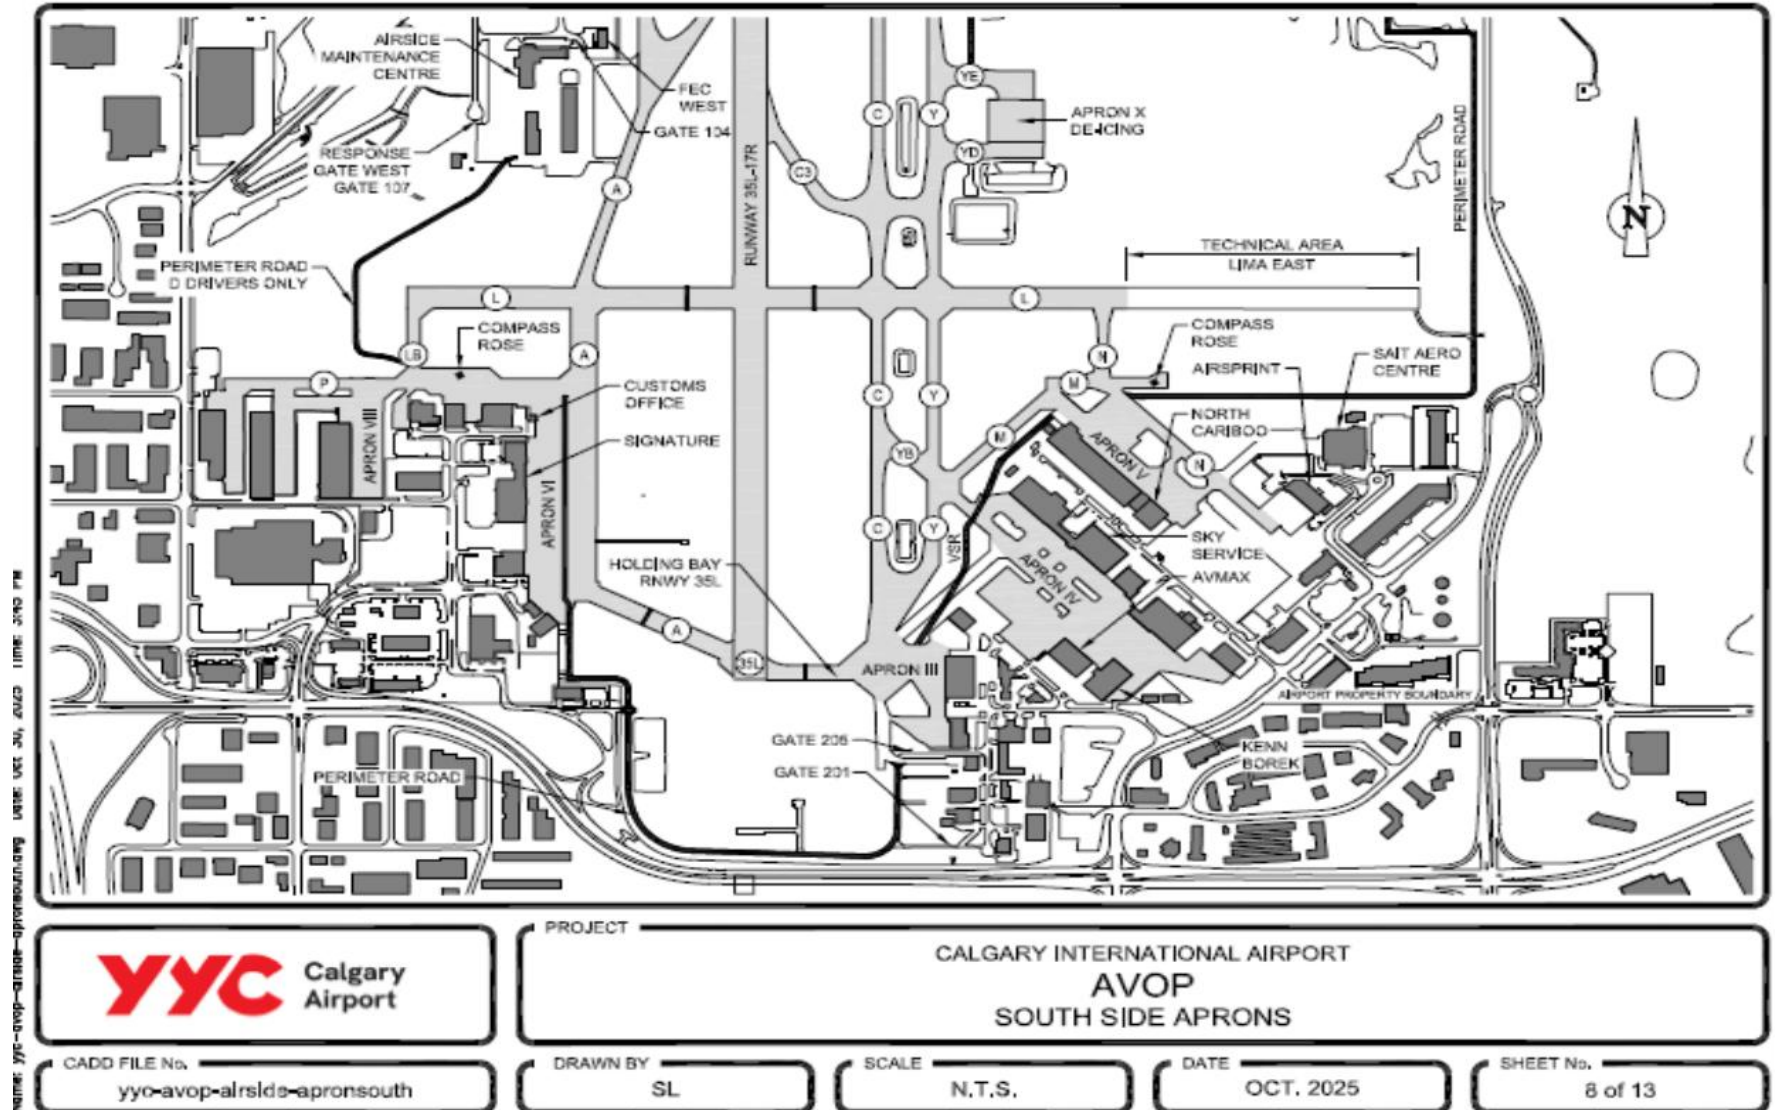 AIRSIDE
MAINTENANCE
CENTRE
FEC
WEST
GATE 104
RESPONSE
GATE WEST
GATE 107
A
RUNWAY 35L-17R
C3
C
Y
YE
YD
APRON X
DE-ICING
PERIMETER ROAD
N
TECHNICAL AREA
LIMA EAST
PERIMETER ROAD
D DRIVERS ONLY
L
L
COMPASS
ROSE
LB
A
P
CUSTOMS
OFFICE
SIGNATURE
APRON VIII
APRON VI
C
Y
YB
C
Y
N
M
M
COMPASS
ROSE
AIRSPRINT
SAIT AERO
CENTRE
NORTH
CARIBOO
APRON V
N
SKY
SERVICE
AVMAX
VSR
APRON IV
HOLDING BAY
RNWY 35L
A
35L
APRON III
AIRPORT PROPERTY BOUNDARY
GATE 206
GATE 201
KENN
BOREK
PERIMETER ROAD
YYC Calgary
Airport
PROJECT
CALGARY INTERNATIONAL AIRPORT
AVOP
SOUTH SIDE APRONS
CADD FILE No.
yyc-avop-airside-apronsouth
DRAWN BY
SL
SCALE
N.T.S.
DATE
OCT. 2025
SHEET No.
8 of 13